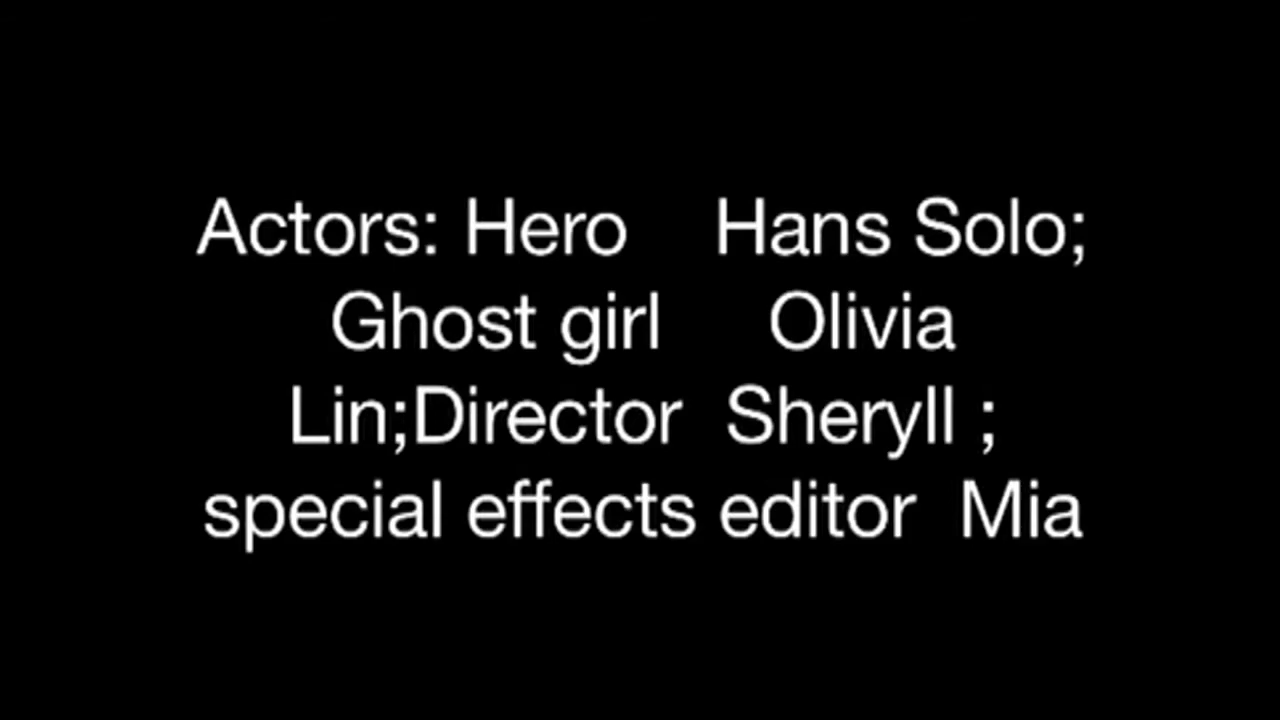 Actors: Hero    Hans Solo;
Ghost girl     Olivia
Lin;Director  Sheryll ;
special effects editor  Mia